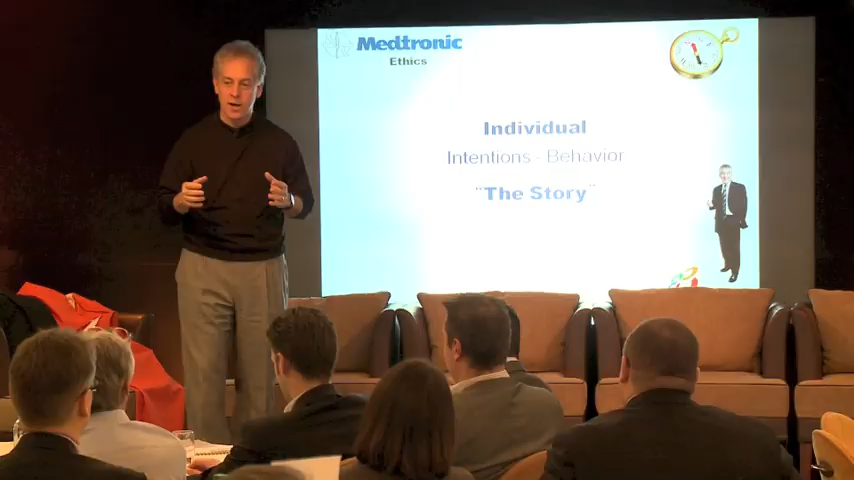 Medtronic
Ethics
Individual
Intentions - Behavior
"The Story"